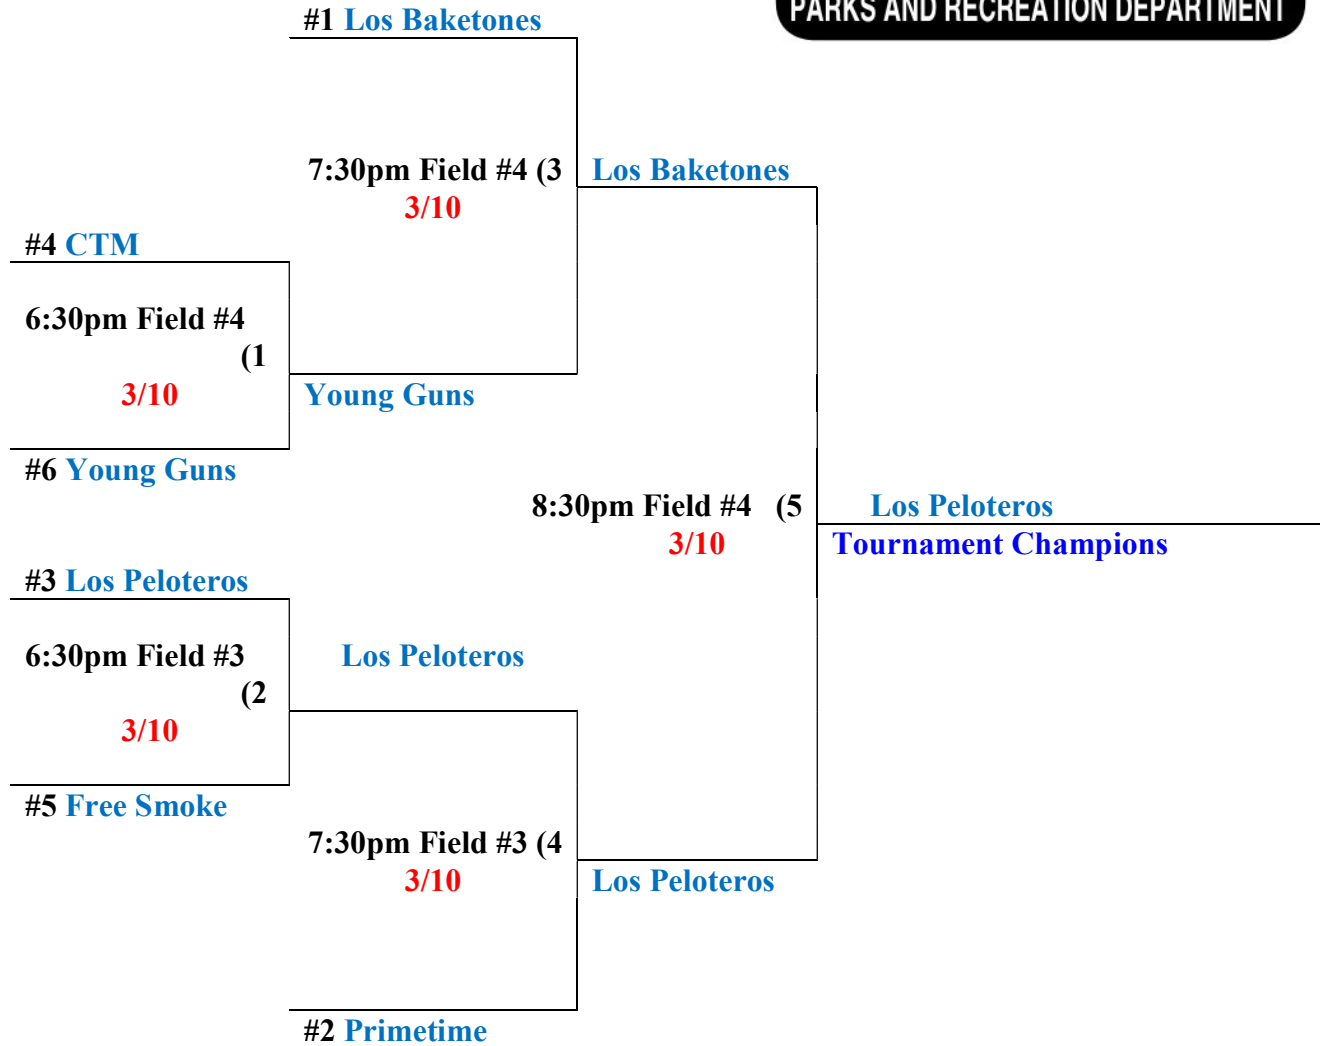 PARKS AND RECREATION DEPARTMENT
#1 Los Baketones
7:30pm Field #4 (3
3/10
Los Baketones
#4 CTM
6:30pm Field #4
(1
3/10
Young Guns
#6 Young Guns
8:30pm Field #4 (5
3/10
Los Peloteros
Tournament Champions
#3 Los Peloteros
6:30pm Field #3
(2
3/10
Los Peloteros
#5 Free Smoke
7:30pm Field #3 (4
3/10
Los Peloteros
#2 Primetime